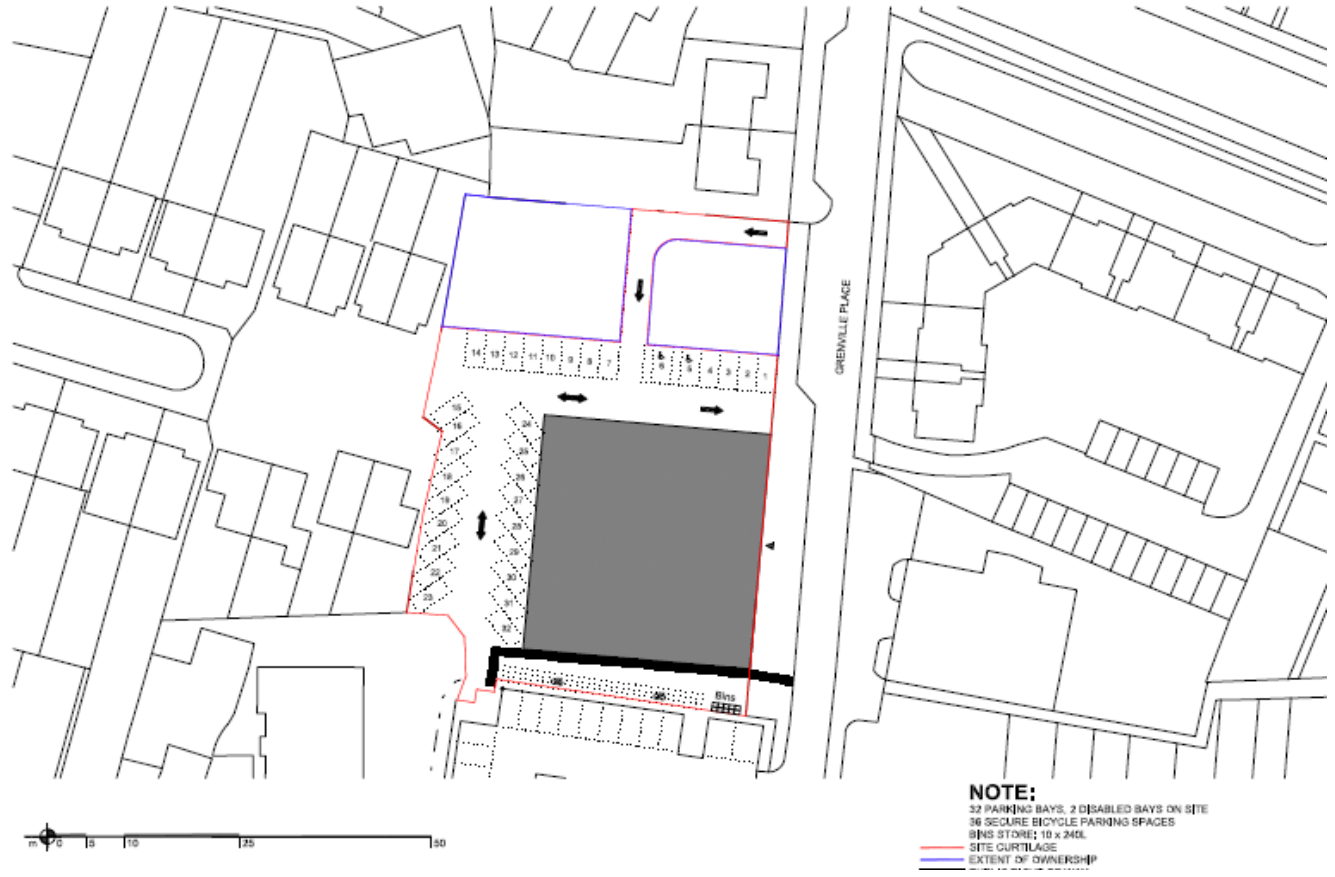 GRENVILLE PLACE
14 13 12 11 10 9 8 7
6 5 4 3 2 1
15
16
17
18
19
20
21
22
23
24
25
26
27
28
29
30
31
32
Bins
m 0 5 10 25 50
NOTE:
32 PARKING BAYS, 2 DISABLED BAYS ON SITE
36 SECURE BICYCLE PARKING SPACES
BINS STORE: 10 x 240L
SITE CURTILAGE
EXTENT OF OWNERSHIP